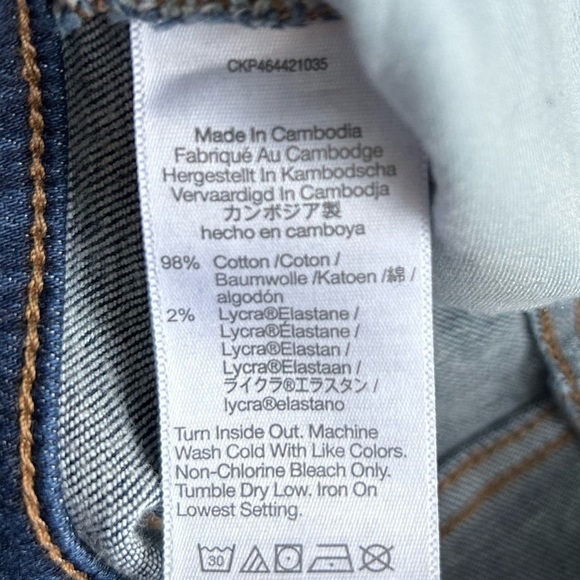 CKP464421035
Made In Cambodia
Fabriqué Au Cambodge
Hergestellt In Kambodscha
Vervaardigd In Cambodja
カンボジア製
hecho en camboya
98% Cotton /Coton /
Baumwolle /Katoen /綿 /
algodón
2% Lycra®Elastane /
Lycra®Élastane /
Lycra®Elastan /
Lycra®Elastaan /
ライクラ®エラスタン /
lycra®elastano
Turn Inside Out. Machine
Wash Cold With Like Colors.
Non-Chlorine Bleach Only.
Tumble Dry Low. Iron On
Lowest Setting.
30